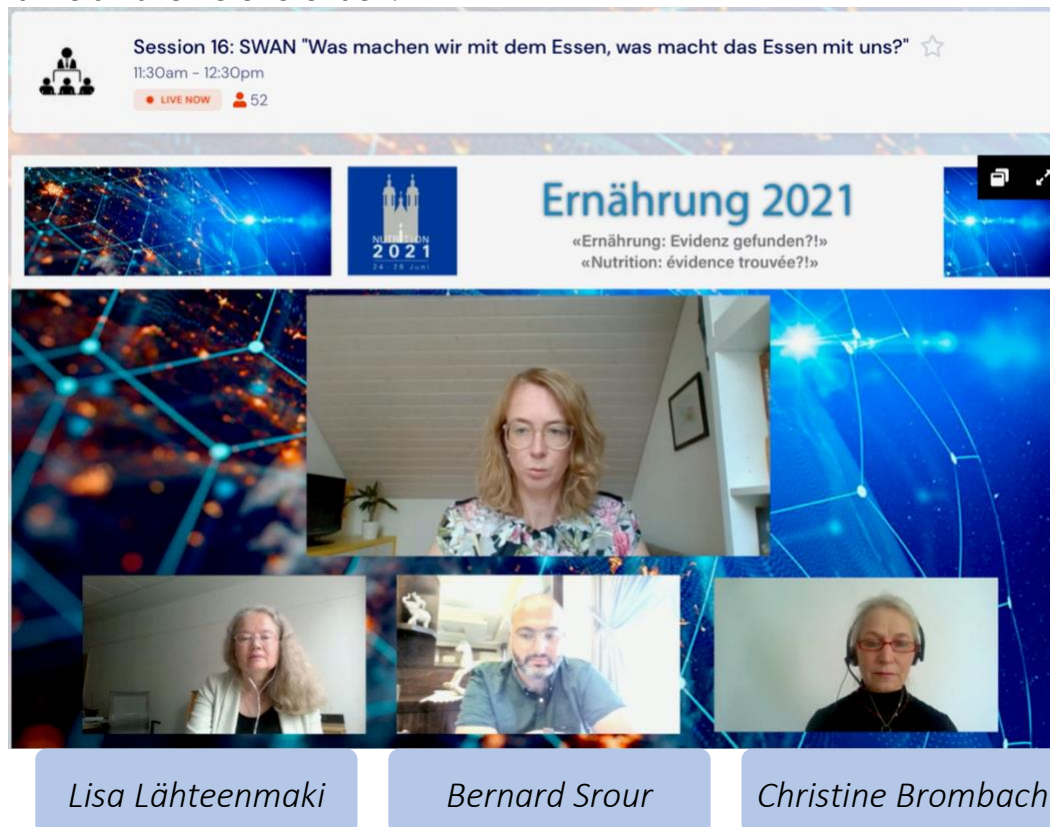 Session 16: SWAN "Was machen wir mit dem Essen, was macht das Essen mit uns?"
11:30am - 12:30pm
LIVE NOW 52
NUTRITION
2021
24 - 26 Juni
Ernährung 2021
«Ernährung: Evidenz gefunden?!»
«Nutrition: évidence trouvée?!»
Lisa Lähteenmaki
Bernard Srour
Christine Brombach